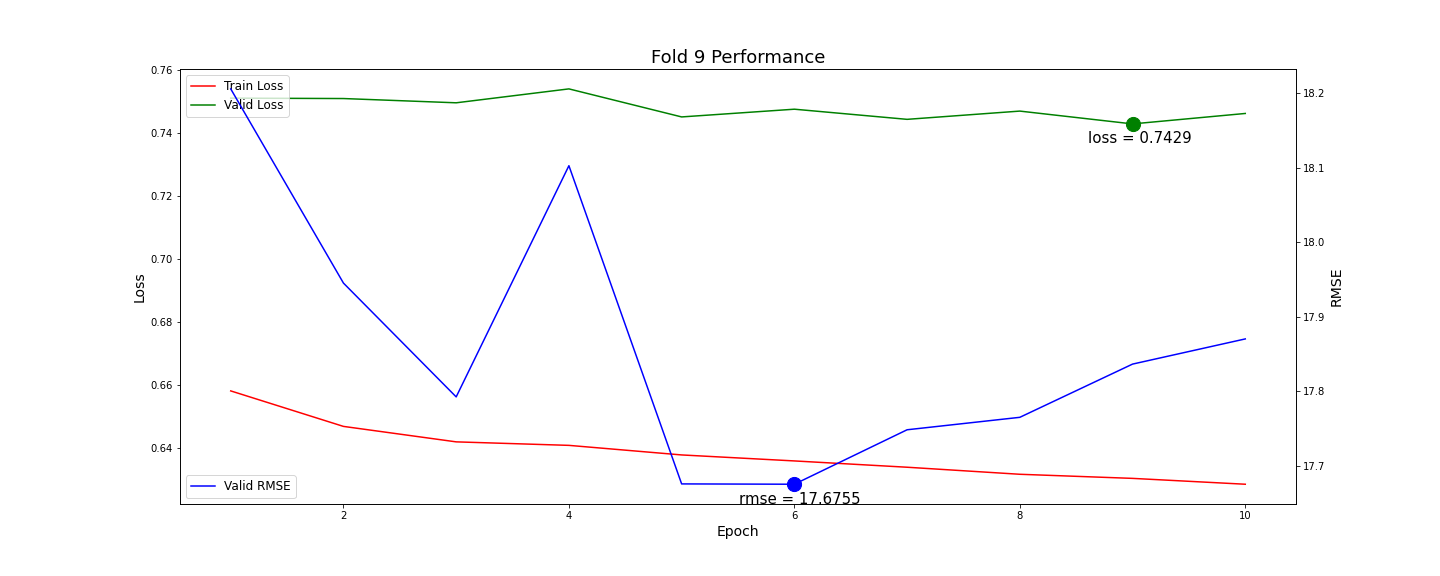 Fold 9 Performance
0.76
0.74
0.72
0.70
0.68
0.66
0.64
Loss
Train Loss
Valid Loss
loss = 0.7429
Valid RMSE
rmse = 17.6755
18.2
18.1
18.0
17.9
17.8
17.7
RMSE
2
4
6
8
10
Epoch